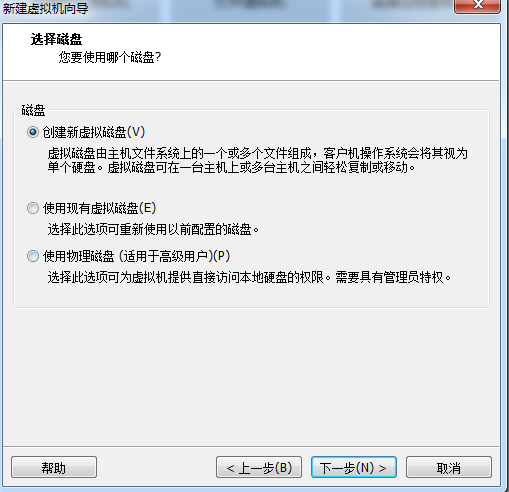 新建虚拟机向导
选择磁盘
您要使用哪个磁盘?
磁盘
创建新虚拟磁盘(V)
虚拟磁盘由主机文件系统上的一个或多个文件组成，客户机操作系统会将其视为
单个硬盘。虚拟磁盘可在一台主机上或多台主机之间轻松复制或移动。
使用现有虚拟磁盘(E)
选择此选项可重新使用以前配置的磁盘。
使用物理磁盘 (适用于高级用户)(P)
选择此选项可为虚拟机提供直接访问本地硬盘的权限。需要具有管理员特权。
帮助
< 上一步(B)
下一步(N) >
取消